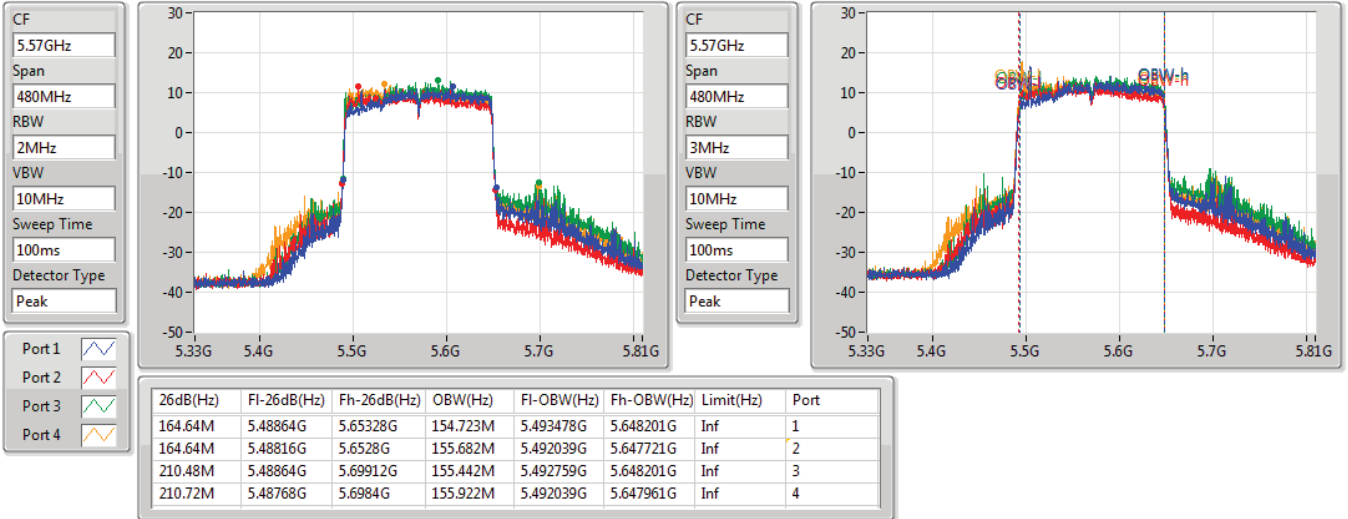 CF
5.57GHz
Span
480MHz
RBW
2MHz
VBW
10MHz
Sweep Time
100ms
Detector Type
Peak
30
20
10
0
-10
-20
-30
-40
-50
5.33G 5.4G 5.5G 5.6G 5.7G 5.81G
CF
5.57GHz
Span
480MHz
RBW
3MHz
VBW
10MHz
Sweep Time
100ms
Detector Type
Peak
30
20
10
0
-10
-20
-30
-40
-50
OBW-l OBW-h
5.33G 5.4G 5.5G 5.6G 5.7G 5.81G
Port 1
Port 2
Port 3
Port 4
26dB(Hz) Fl-26dB(Hz) Fh-26dB(Hz) OBW(Hz) Fl-OBW(Hz) Fh-OBW(Hz) Limit(Hz) Port
164.64M 5.48864G 5.65328G 154.723M 5.493478G 5.648201G Inf 1
164.64M 5.48816G 5.6528G 155.682M 5.492039G 5.647721G Inf 2
210.48M 5.48864G 5.69912G 155.442M 5.492759G 5.648201G Inf 3
210.72M 5.48768G 5.6984G 155.922M 5.492039G 5.647961G Inf 4